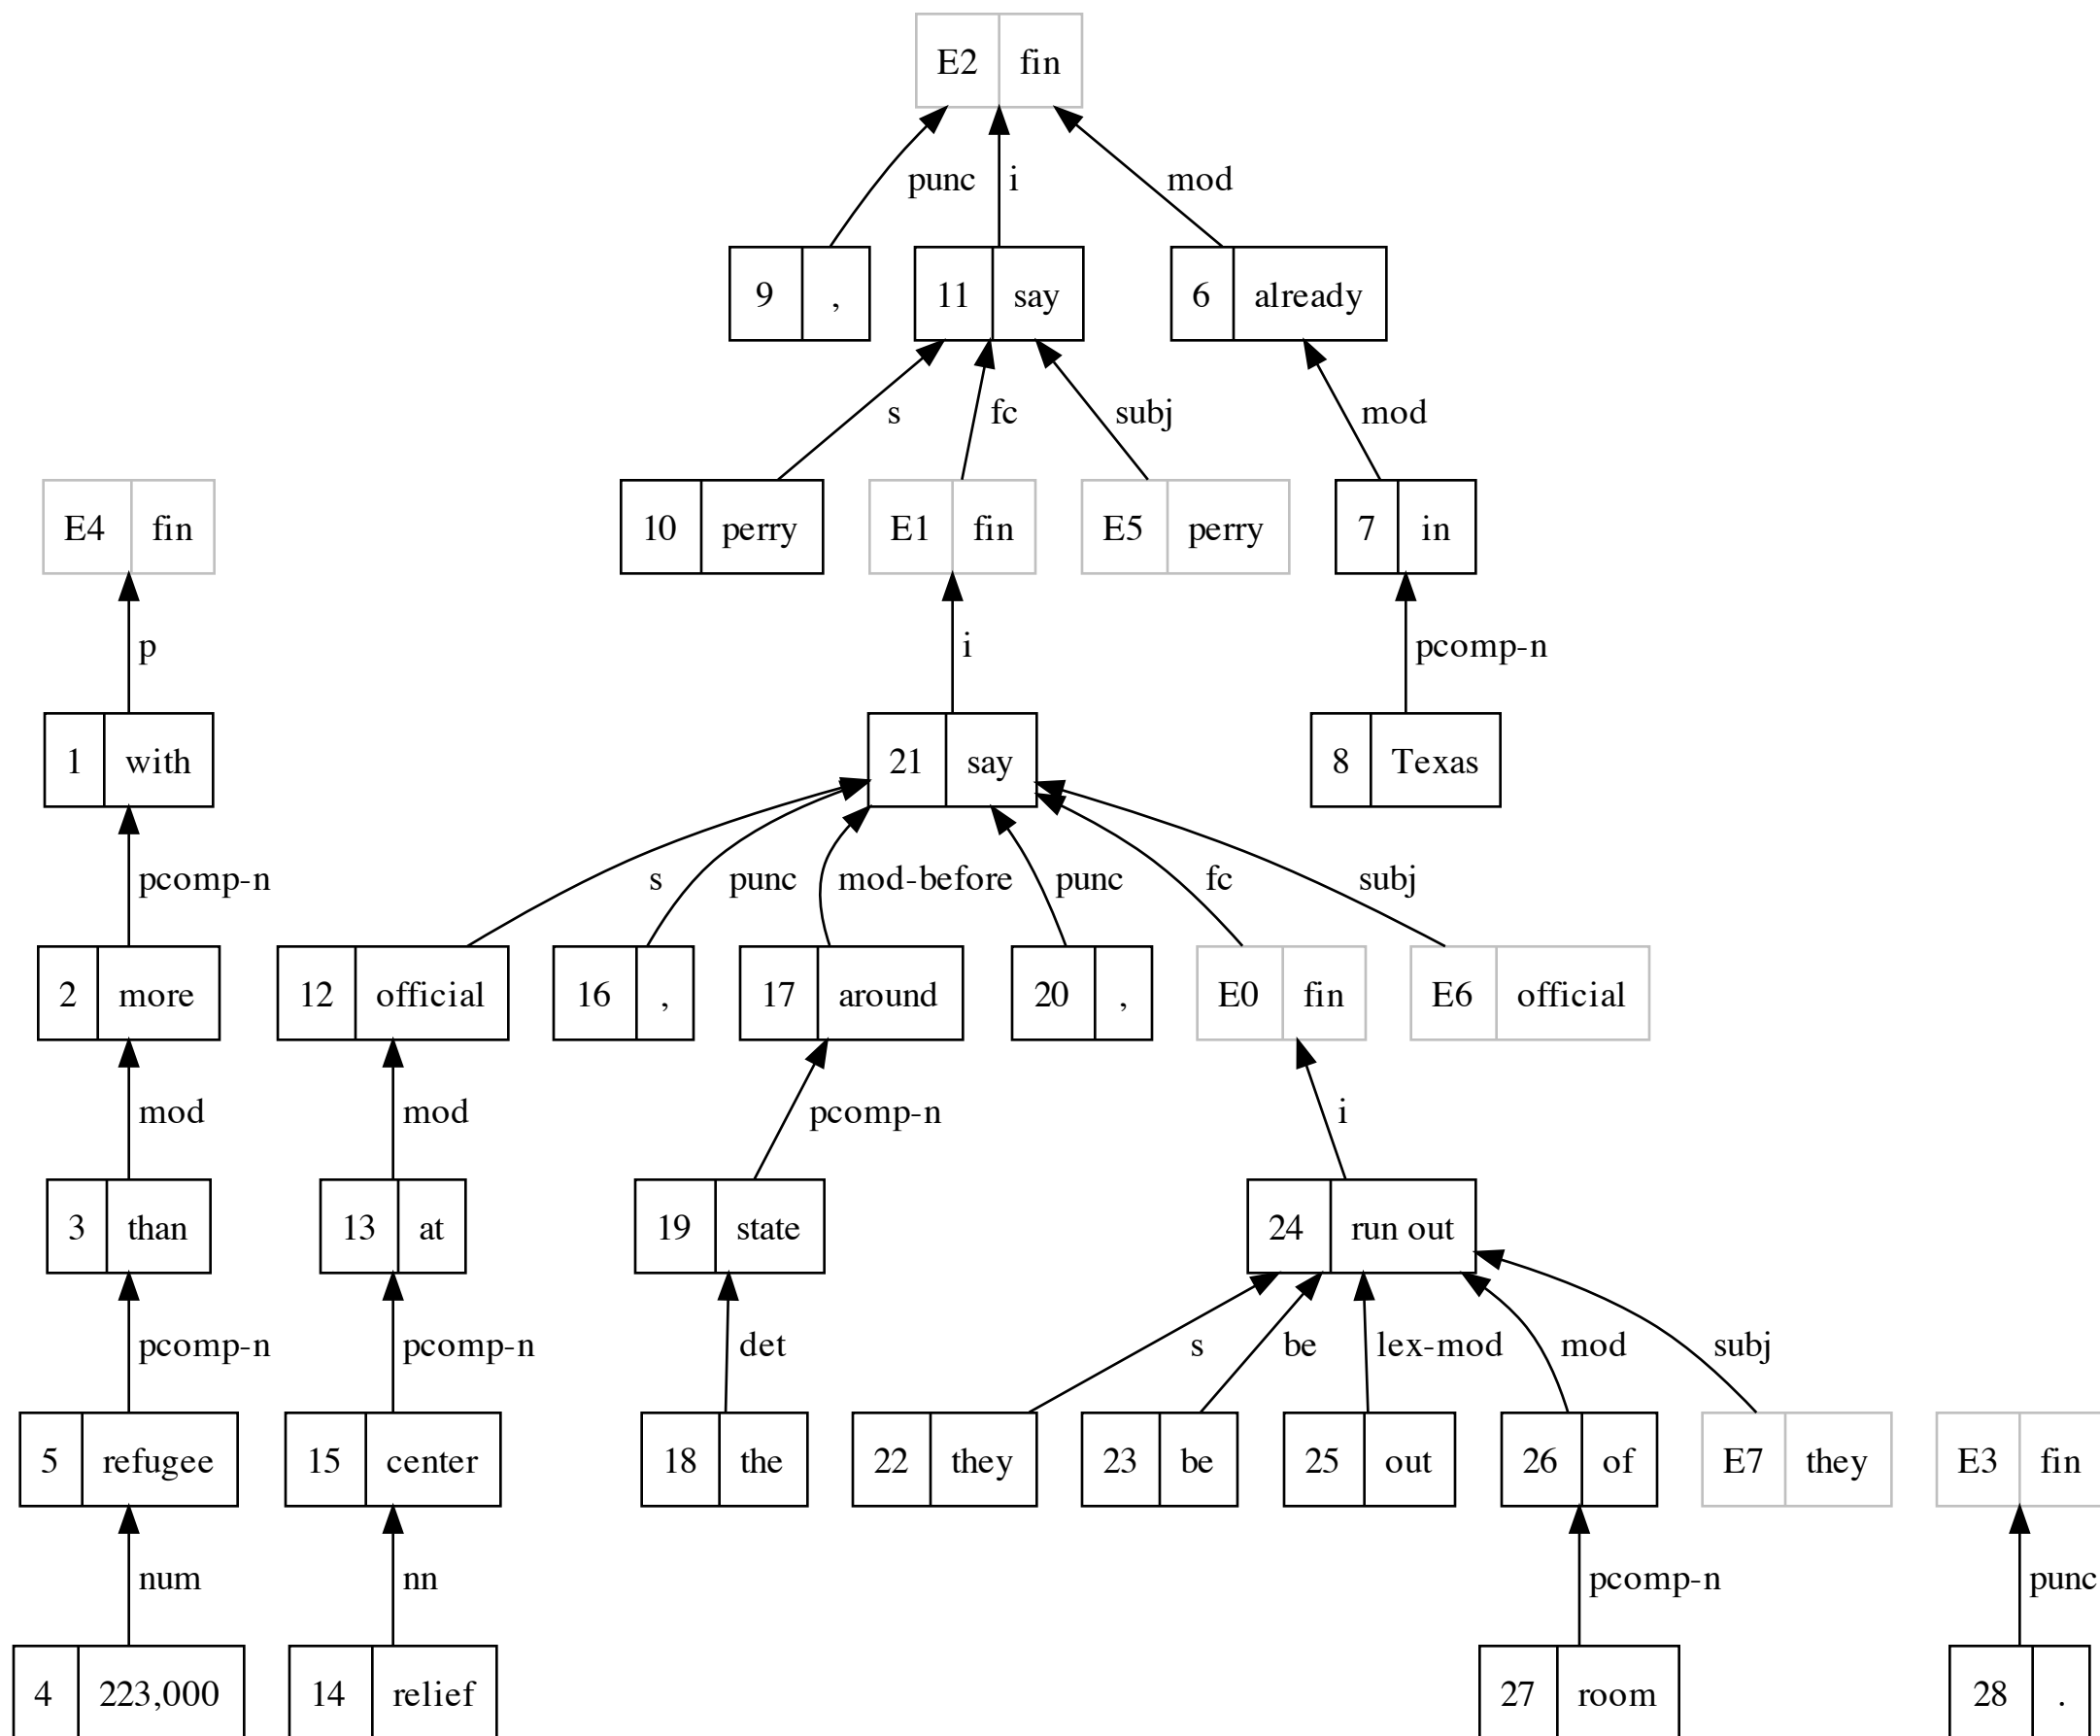 E2 fin
punc i mod
9 , 11 say 6 already
s fc subj mod
E4 fin 10 perry E1 fin E5 perry 7 in
p i pcomp-n
1 with 21 say 8 Texas
pcomp-n s punc mod-before punc fc subj
2 more 12 official 16 , 17 around 20 , E0 fin E6 official
mod mod pcomp-n i
3 than 13 at 19 state 24 run out
pcomp-n pcomp-n det s be lex-mod mod subj
5 refugee 15 center 18 the 22 they 23 be 25 out 26 of E7 they E3 fin
num nn pcomp-n punc
4 223,000 14 relief 27 room 28 .